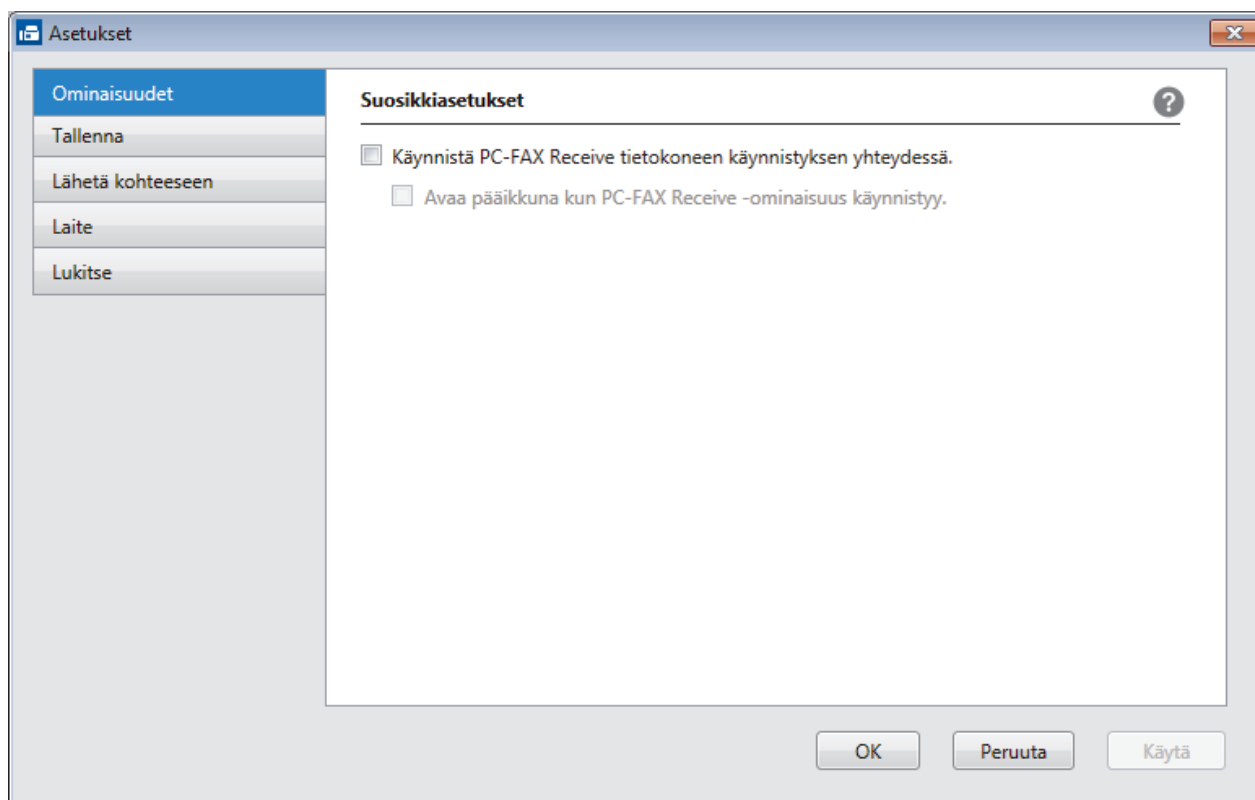 Asetukset
Ominaisuudet
Tallenna
Lähetä kohteeseen
Laite
Lukitse
Suosikkiasetukset
?
Käynnistä PC-FAX Receive tietokoneen käynnistyksen yhteydessä.
Avaa pääikkuna kun PC-FAX Receive -ominaisuus käynnistyy.
OK
Peruuta
Käytä